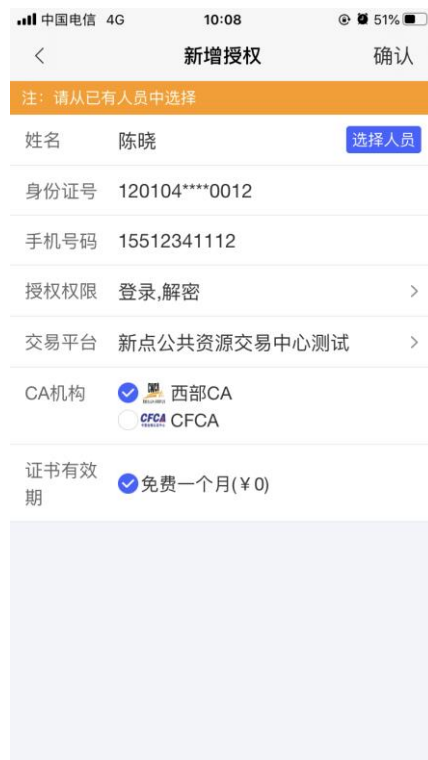 中国电信 4G 10:08 51%
新增授权 确认
注：请从已有人员中选择
姓名 陈晓 选择人员
身份证号 120104****0012
手机号码 15512341112
授权权限 登录,解密
交易平台 新点公共资源交易中心测试
CA机构 西部CA
CFCA CFCA
证书有效期 免费一个月(¥0)